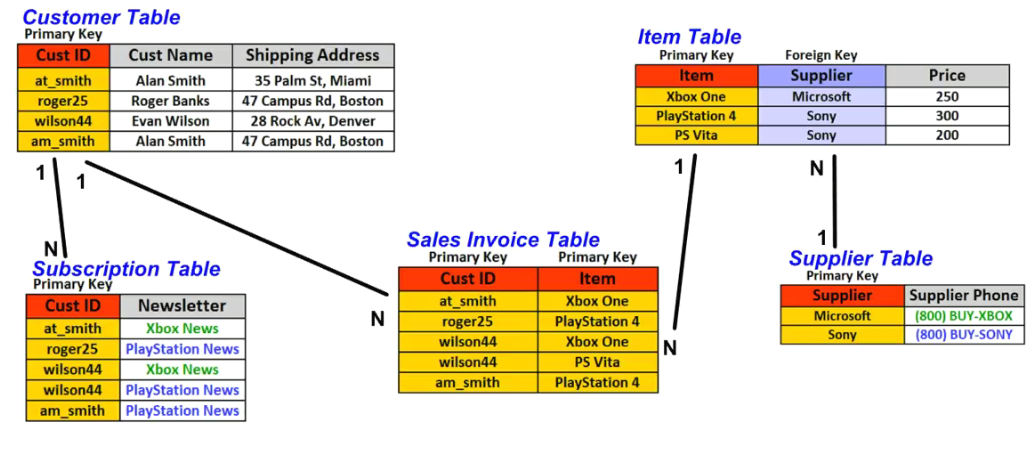 Customer Table
Primary Key
Cust ID Cust Name Shipping Address
at_smith Alan Smith 35 Palm St, Miami
roger25 Roger Banks 47 Campus Rd, Boston
wilson44 Evan Wilson 28 Rock Av, Denver
am_smith Alan Smith 47 Campus Rd, Boston
Item Table
Primary Key Foreign Key
Item Supplier Price
Xbox One Microsoft 250
PlayStation 4 Sony 300
PS Vita Sony 200
1 1
1 N
N
N
N
1
Subscription Table
Primary Key
Cust ID Newsletter
at_smith Xbox News
roger25 PlayStation News
wilson44 Xbox News
wilson44 PlayStation News
am_smith PlayStation News
Sales Invoice Table
Primary Key Primary Key
Cust ID Item
at_smith Xbox One
roger25 PlayStation 4
wilson44 Xbox One
wilson44 PS Vita
am_smith PlayStation 4
Supplier Table
Primary Key
Supplier Supplier Phone
Microsoft (800) BUY-XBOX
Sony (800) BUY-SONY